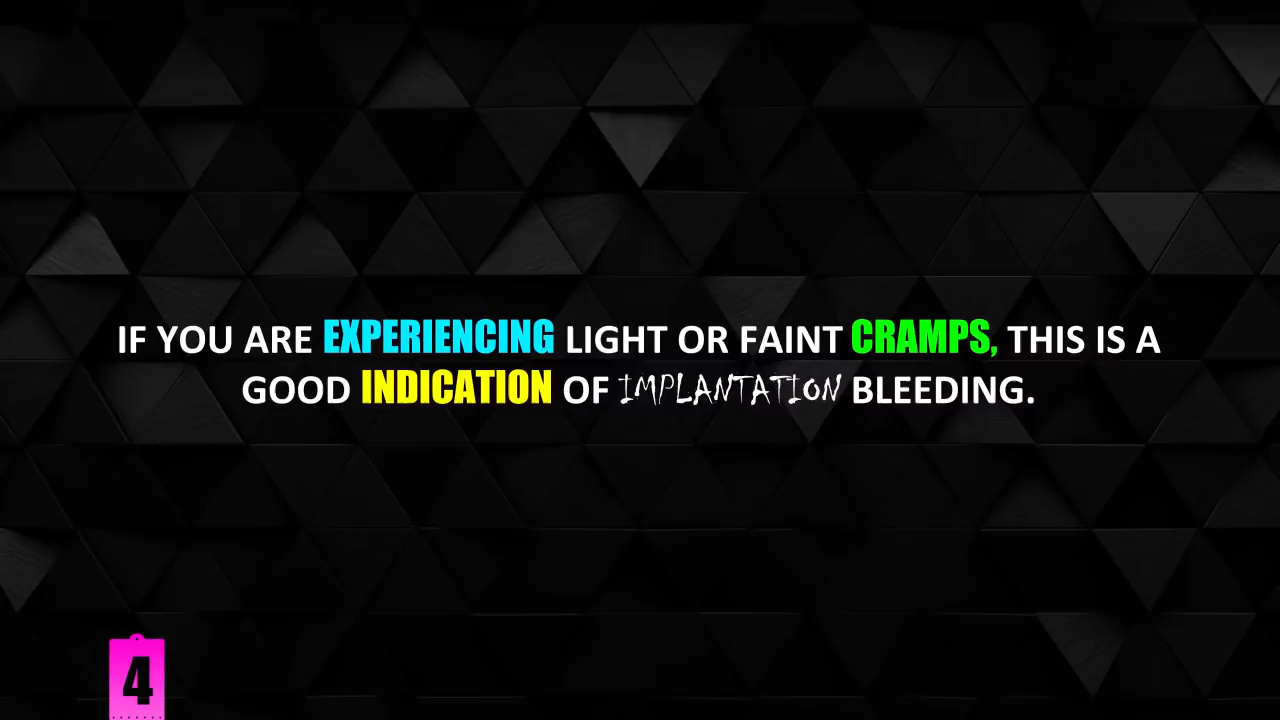 IF YOU ARE EXPERIENCING LIGHT OR FAINT CRAMPS, THIS IS A
GOOD INDICATION OF IMPLANTATION BLEEDING.
4